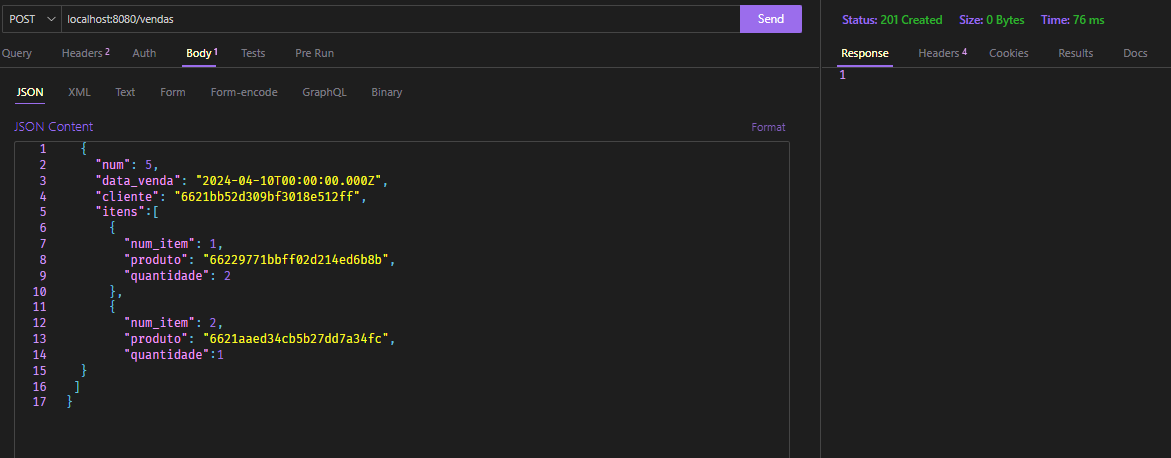 POST localhost:8080/vendas Send
Status: 201 Created Size: 0 Bytes Time: 76 ms
Query Headers 2 Auth Body 1 Tests Pre Run
Response Headers 4 Cookies Results Docs
1
JSON XML Text Form Form-encode GraphQL Binary
JSON Content Format
1 {
2 "num": 5,
3 "data_venda": "2024-04-10T00:00:00.000Z",
4 "cliente": "6621bb52d309bf3018e512ff",
5 "itens":[
6 {
7 "num_item": 1,
8 "produto": "66229771bbff02d214ed6b8b",
9 "quantidade": 2
10 },
11 {
12 "num_item": 2,
13 "produto": "6621aaed34cb5b27dd7a34fc",
14 "quantidade":1
15 }
16 ]
17 }